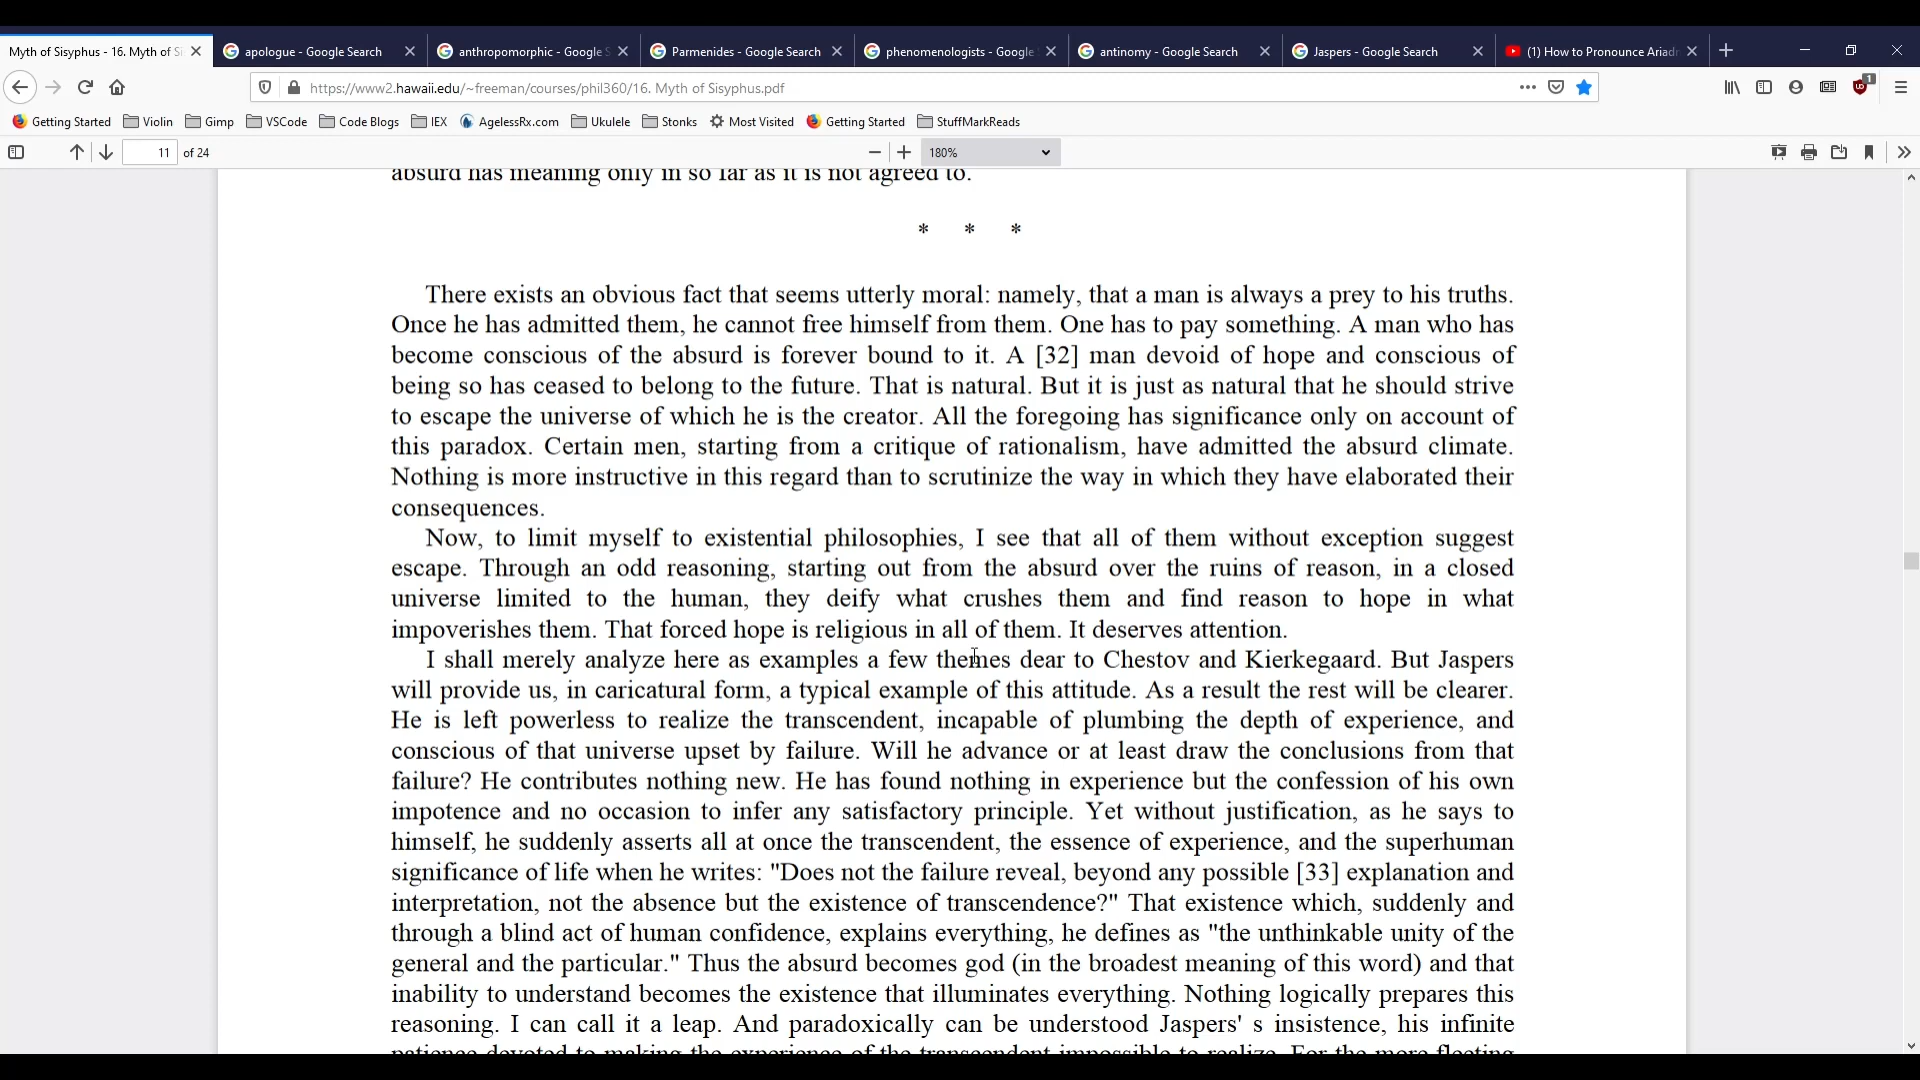 Myth of Sisyphus - 16. Myth of Si
apologue - Google Search
anthropomorphic - Google S
Parmenides - Google Search
phenomenologists - Google
antinomy - Google Search
Jaspers - Google Search
(1) How to Pronounce Ariadn
https://www2.hawaii.edu/~freeman/courses/phil360/16. Myth of Sisyphus.pdf
1
Getting Started
Violin
Gimp
VSCode
Code Blogs
IEX
AgelessRx.com
Ukulele
Stonks
Most Visited
Getting Started
StuffMarkReads
11 of 24
180%
absurd has meaning only in so far as it is not agreed to.
* * *
There exists an obvious fact that seems utterly moral: namely, that a man is always a prey to his truths.
Once he has admitted them, he cannot free himself from them. One has to pay something. A man who has
become conscious of the absurd is forever bound to it. A [32] man devoid of hope and conscious of
being so has ceased to belong to the future. That is natural. But it is just as natural that he should strive
to escape the universe of which he is the creator. All the foregoing has significance only on account of
this paradox. Certain men, starting from a critique of rationalism, have admitted the absurd climate.
Nothing is more instructive in this regard than to scrutinize the way in which they have elaborated their
consequences.
Now, to limit myself to existential philosophies, I see that all of them without exception suggest
escape. Through an odd reasoning, starting out from the absurd over the ruins of reason, in a closed
universe limited to the human, they deify what crushes them and find reason to hope in what
impoverishes them. That forced hope is religious in all of them. It deserves attention.
I shall merely analyze here as examples a few themes dear to Chestov and Kierkegaard. But Jaspers
will provide us, in caricatural form, a typical example of this attitude. As a result the rest will be clearer.
He is left powerless to realize the transcendent, incapable of plumbing the depth of experience, and
conscious of that universe upset by failure. Will he advance or at least draw the conclusions from that
failure? He contributes nothing new. He has found nothing in experience but the confession of his own
impotence and no occasion to infer any satisfactory principle. Yet without justification, as he says to
himself, he suddenly asserts all at once the transcendent, the essence of experience, and the superhuman
significance of life when he writes: "Does not the failure reveal, beyond any possible [33] explanation and
interpretation, not the absence but the existence of transcendence?" That existence which, suddenly and
through a blind act of human confidence, explains everything, he defines as "the unthinkable unity of the
general and the particular." Thus the absurd becomes god (in the broadest meaning of this word) and that
inability to understand becomes the existence that illuminates everything. Nothing logically prepares this
reasoning. I can call it a leap. And paradoxically can be understood Jaspers' s insistence, his infinite
patience devoted to making the experience of the transcendent impossible to realize. For the more fleeting